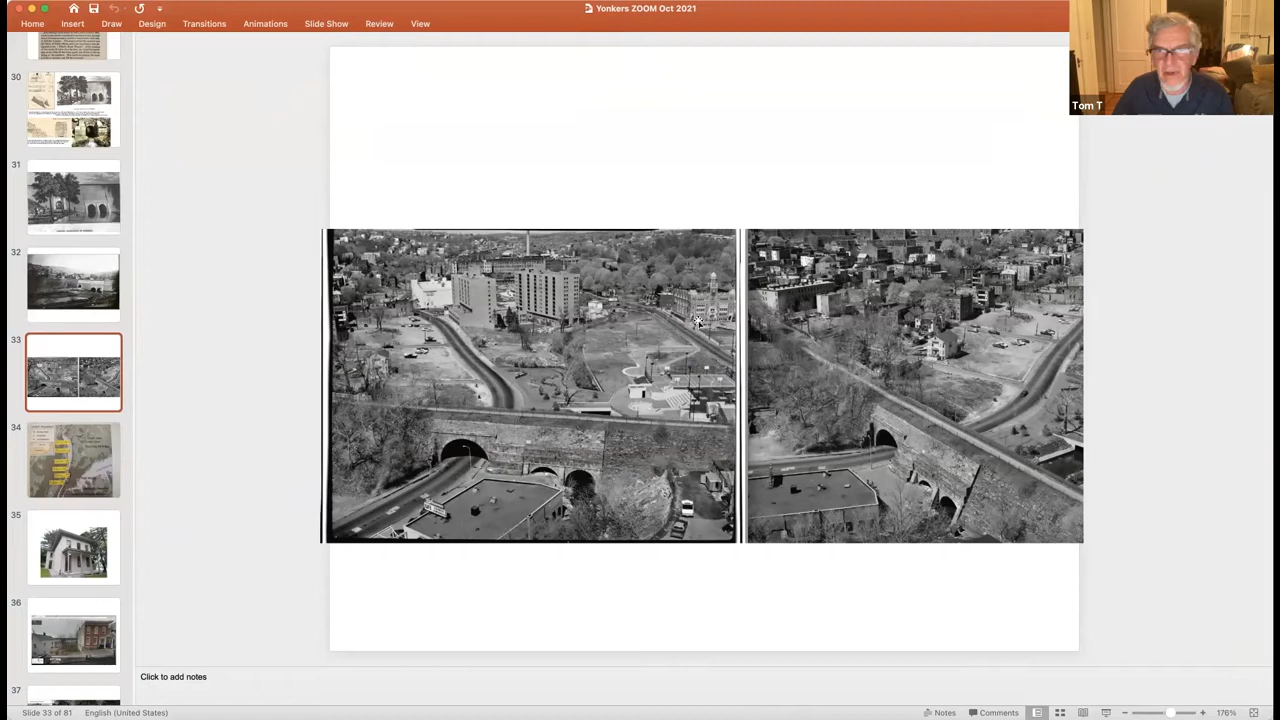 Yonkers ZOOM Oct 2021
Home Insert Draw Design Transitions Animations Slide Show Review View
Tom T
30
31
32
33
34
35
36
37
Click to add notes
Slide 33 of 81 English (United States) Notes Comments 176%